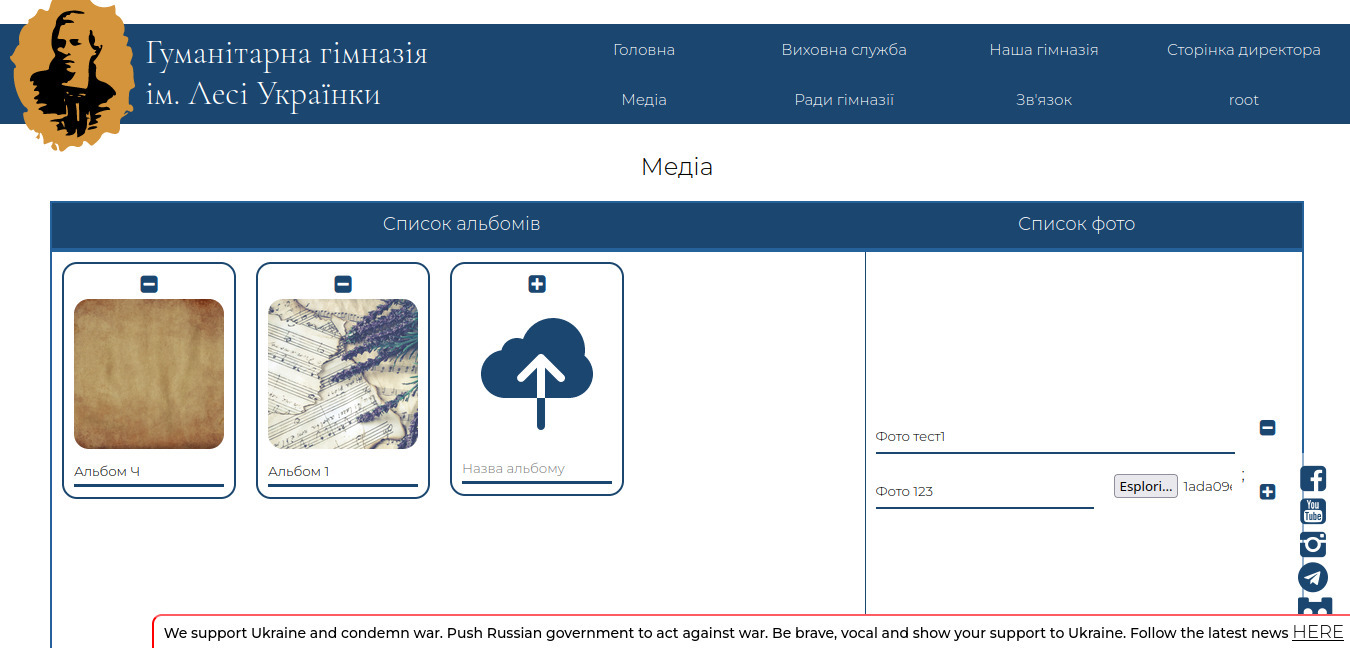 Гуманітарна гімназія
ім. Лесі Українки
Головна
Виховна служба
Наша гімназія
Сторінка директора
Медіа
Ради гімназії
Зв'язок
root
Медіа
Список альбомів
Список фото
Альбом Ч
Альбом 1
Назва альбому
Фото тест1
Фото 123
Esplori...
1ada09e
;
You
Tube
We support Ukraine and condemn war. Push Russian government to act against war. Be brave, vocal and show your support to Ukraine. Follow the latest news HERE